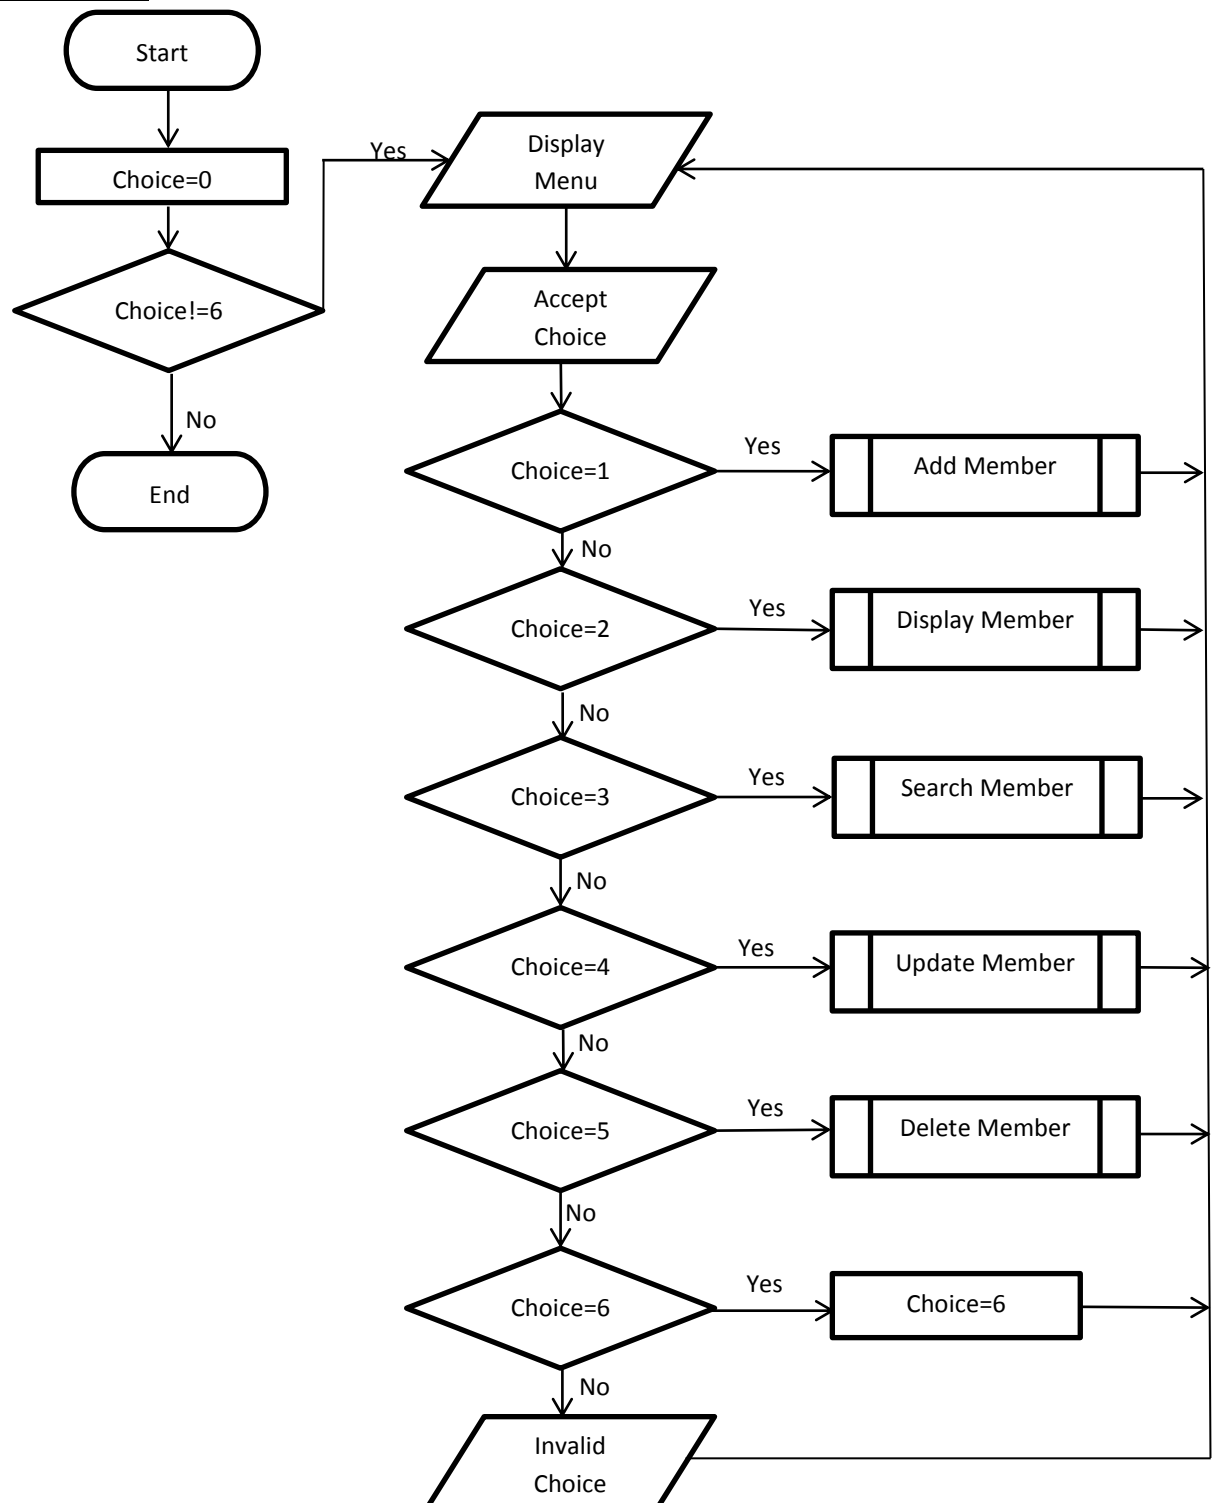 Start
Choice=0
Choice!=6
Yes
No
End
Display
Menu
Accept
Choice
Choice=1
Yes
Add Member
No
Choice=2
Yes
Display Member
No
Choice=3
Yes
Search Member
No
Choice=4
Yes
Update Member
No
Choice=5
Yes
Delete Member
No
Choice=6
Yes
Choice=6
No
Invalid
Choice